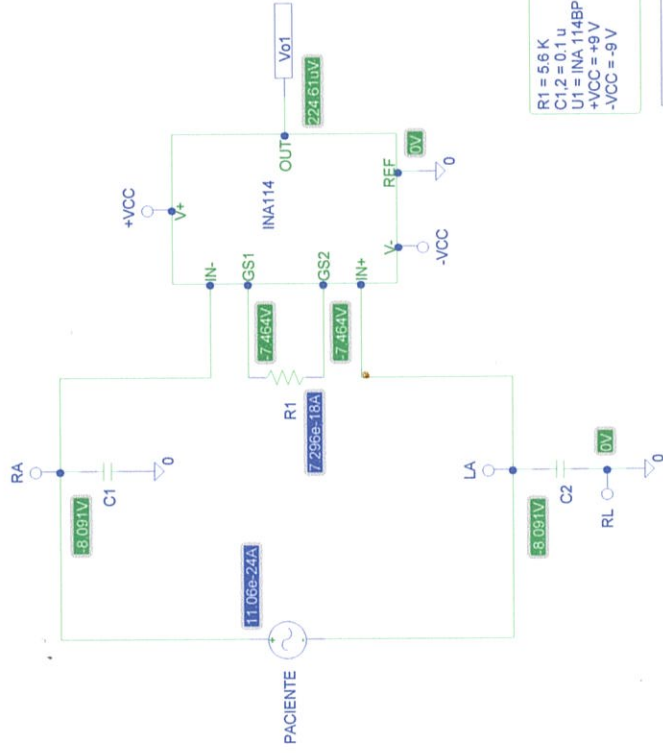 RA
-8.091V
C1
0
11.06e-24A
PACIENTE
-7.464V
R1
7.296e-18A
-7.464V
LA
-8.091V
C2
RL
0V
0
+VCC
V+
IN-
GS1
INA114
GS2
IN+
OUT
Vo1
224.61uV
V-
-VCC
REF
0V
0
R1 = 5.6 K
C1,2 = 0.1 u
U1 = INA 114BP
+VCC = +9 V
-VCC = -9 V